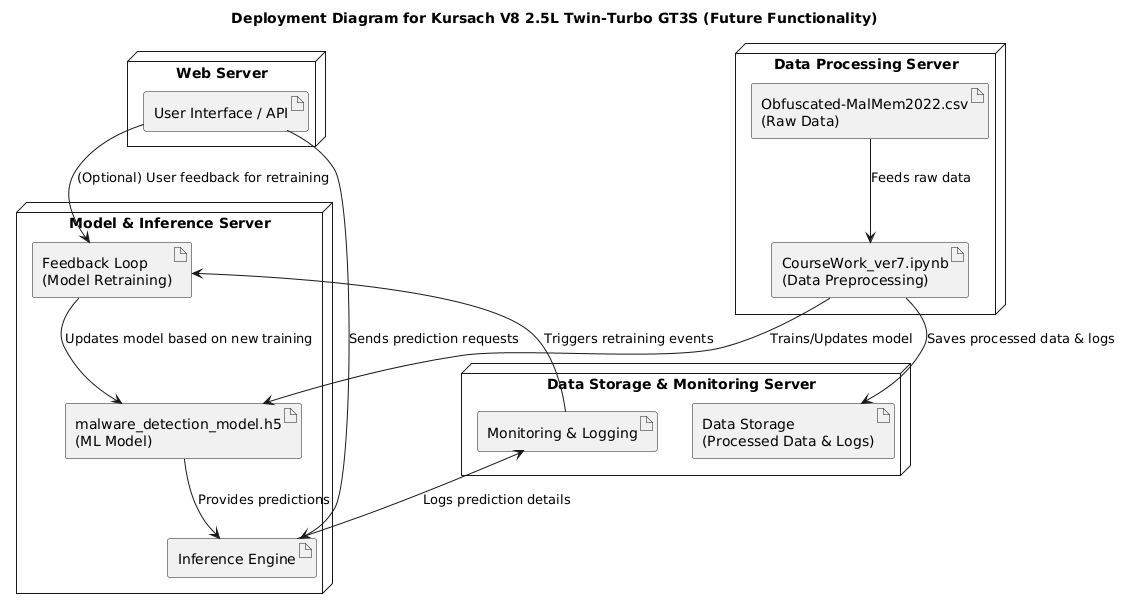 Deployment Diagram for Kursach V8 2.5L Twin-Turbo GT3S (Future Functionality)
Web Server
User Interface / API
Data Processing Server
Obfuscated-MalMem2022.csv
(Raw Data)
(Optional) User feedback for retraining
Feeds raw data
Model & Inference Server
Feedback Loop
(Model Retraining)
CourseWork_ver7.ipynb
(Data Preprocessing)
Updates model based on new training
Sends prediction requests
Triggers retraining events
Trains/Updates model
Saves processed data & logs
Data Storage & Monitoring Server
malware_detection_model.h5
(ML Model)
Monitoring & Logging
Data Storage
(Processed Data & Logs)
Provides predictions
Logs prediction details
Inference Engine